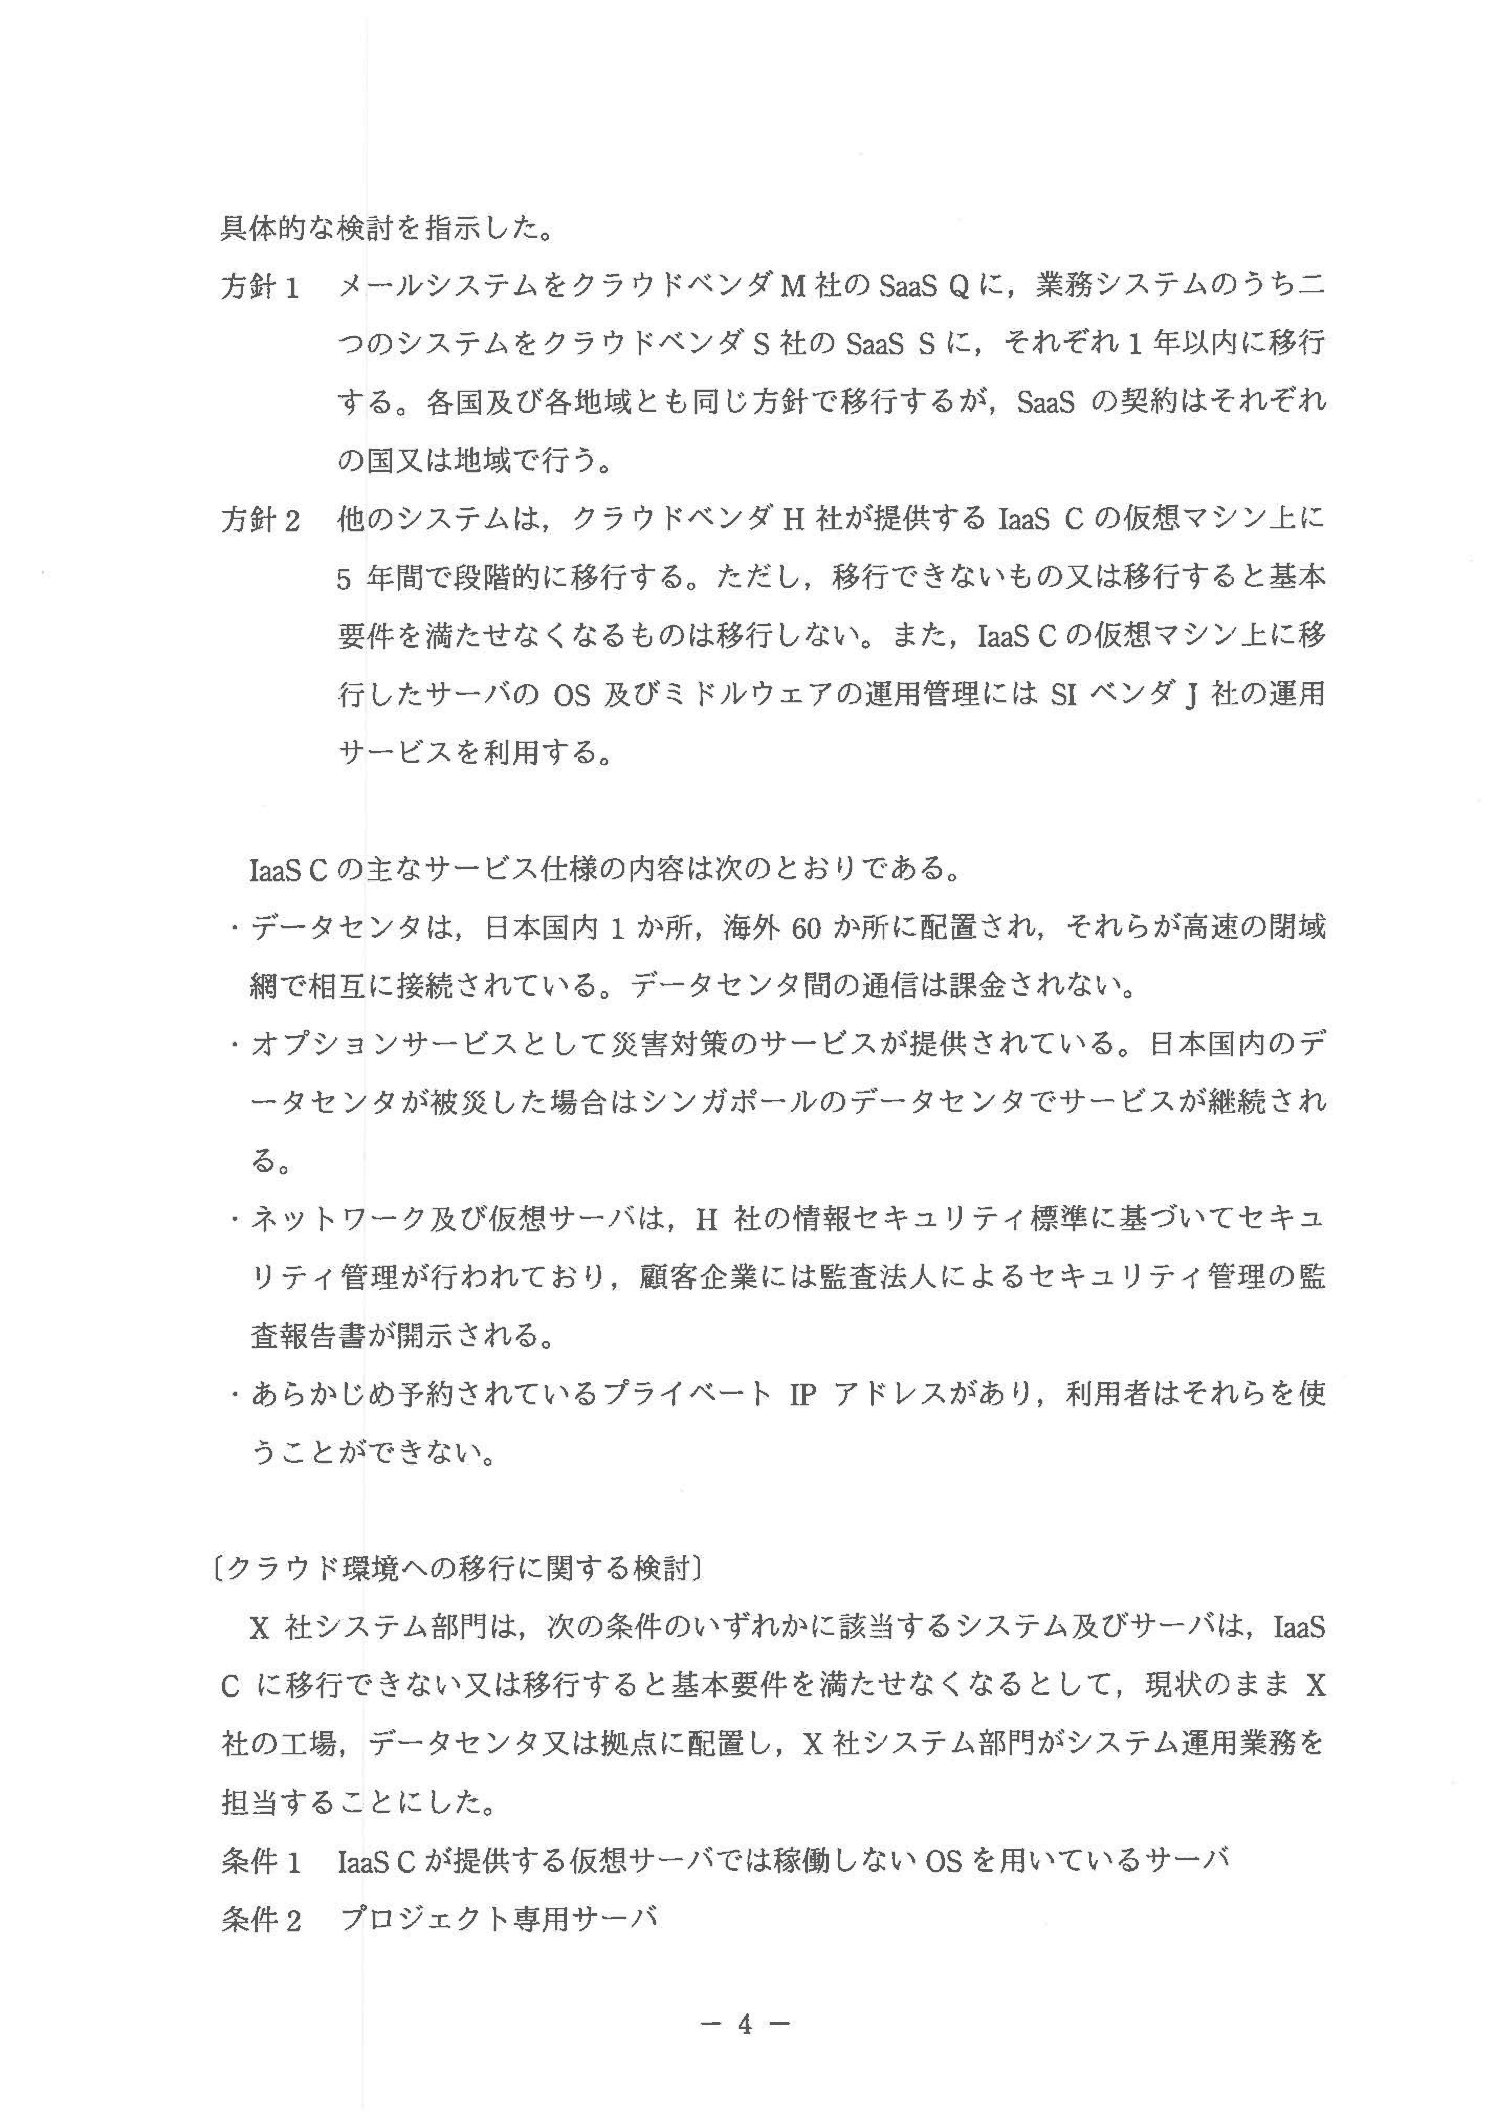 具体的な検討を指示した。
方針1 メールシステムをクラウドベンダM社のSaaS Qに，業務システムのうち二
つのシステムをクラウドベンダS社のSaaS Sに，それぞれ1年以内に移行
する。各国及び各地域とも同じ方針で移行するが，SaaS の契約はそれぞれ
の国又は地域で行う。
方針2 他のシステムは，クラウドベンダH社が提供するIaaS Cの仮想マシン上に
5年間で段階的に移行する。ただし，移行できないもの又は移行すると基本
要件を満たせなくなるものは移行しない。また，IaaS Cの仮想マシン上に移
行したサーバの OS 及びミドルウェアの運用管理には SI ベンダ J 社の運用
サービスを利用する。
IaaS Cの主なサービス仕様の内容は次のとおりである。
・データセンタは，日本国内 1 か所，海外 60 か所に配置され，それらが高速の閉域
網で相互に接続されている。データセンタ間の通信は課金されない。
・オプションサービスとして災害対策のサービスが提供されている。日本国内のデ
ータセンタが被災した場合はシンガポールのデータセンタでサービスが継続され
る。
・ネットワーク及び仮想サーバは，H 社の情報セキュリティ標準に基づいてセキュ
リティ管理が行われており，顧客企業には監査法人によるセキュリティ管理の監
査報告書が開示される。
・あらかじめ予約されているプライベート IP アドレスがあり，利用者はそれらを使
うことができない。
〔クラウド環境への移行に関する検討〕
X 社システム部門は，次の条件のいずれかに該当するシステム及びサーバは，IaaS
C に移行できない又は移行すると基本要件を満たせなくなるとして，現状のまま X
社の工場，データセンタ又は拠点に配置し，X社システム部門がシステム運用業務を
担当することにした。
条件1 IaaS Cが提供する仮想サーバでは稼働しないOSを用いているサーバ
条件2 プロジェクト専用サーバ
－ 4 －